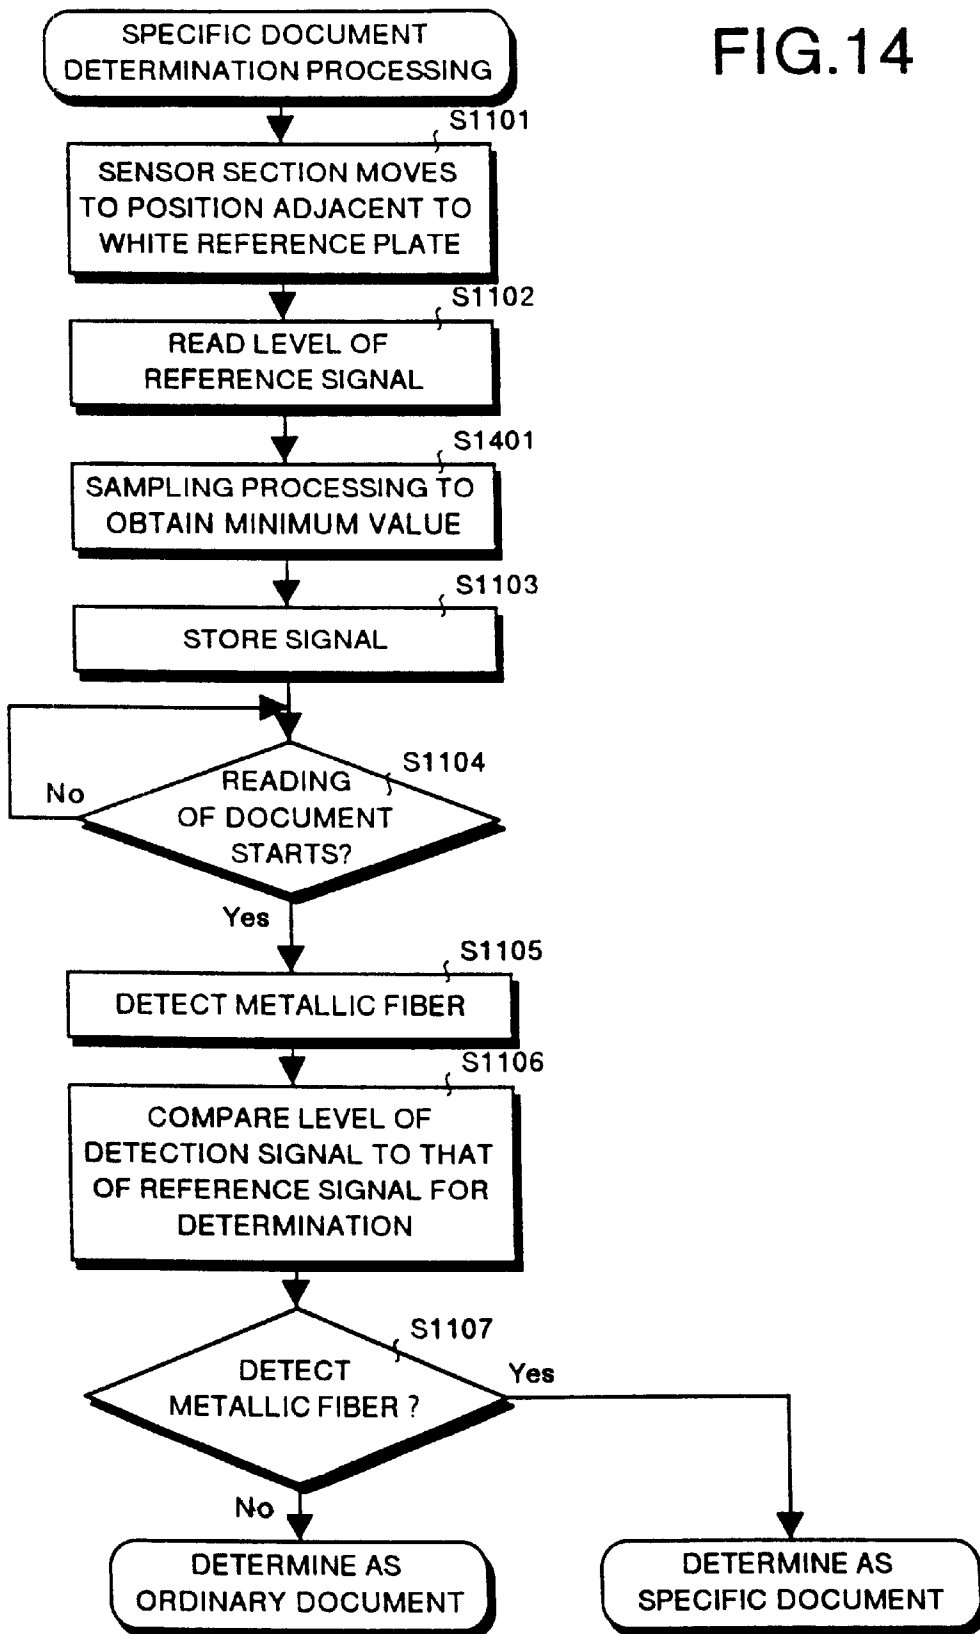 FIG.14
SPECIFIC DOCUMENT
DETERMINATION PROCESSING
S1101
SENSOR SECTION MOVES
TO POSITION ADJACENT TO
WHITE REFERENCE PLATE
S1102
READ LEVEL OF
REFERENCE SIGNAL
S1401
SAMPLING PROCESSING TO
OBTAIN MINIMUM VALUE
S1103
STORE SIGNAL
S1104
READING
OF DOCUMENT
STARTS?
No
Yes
S1105
DETECT METALLIC FIBER
S1106
COMPARE LEVEL OF
DETECTION SIGNAL TO THAT
OF REFERENCE SIGNAL FOR
DETERMINATION
S1107
DETECT
METALLIC FIBER ?
Yes
No
DETERMINE AS
ORDINARY DOCUMENT
DETERMINE AS
SPECIFIC DOCUMENT